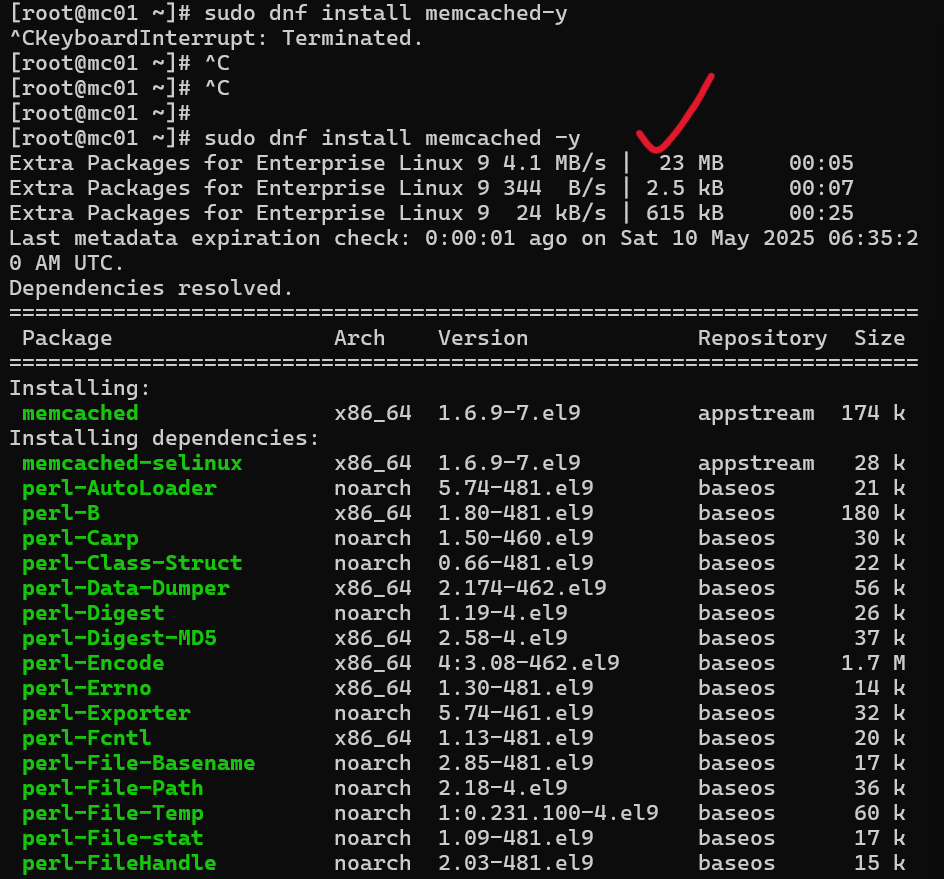 [root@mc01 ~]# sudo dnf install memcached-y
^CKeyboardInterrupt: Terminated.
[root@mc01 ~]# ^C
[root@mc01 ~]# ^C
[root@mc01 ~]#
[root@mc01 ~]# sudo dnf install memcached -y
Extra Packages for Enterprise Linux 9 4.1 MB/s |  23 MB     00:05
Extra Packages for Enterprise Linux 9 344  B/s | 2.5 kB     00:07
Extra Packages for Enterprise Linux 9  24 kB/s | 615 kB     00:25
Last metadata expiration check: 0:00:01 ago on Sat 10 May 2025 06:35:2
0 AM UTC.
Dependencies resolved.
======================================================================
 Package                 Arch    Version             Repository  Size
======================================================================
Installing:
 memcached               x86_64  1.6.9-7.el9         appstream  174 k
Installing dependencies:
 memcached-selinux       x86_64  1.6.9-7.el9         appstream   28 k
 perl-AutoLoader         noarch  5.74-481.el9        baseos      21 k
 perl-B                  x86_64  1.80-481.el9        baseos     180 k
 perl-Carp               noarch  1.50-460.el9        baseos      30 k
 perl-Class-Struct       noarch  0.66-481.el9        baseos      22 k
 perl-Data-Dumper        x86_64  2.174-462.el9       baseos      56 k
 perl-Digest             noarch  1.19-4.el9          baseos      26 k
 perl-Digest-MD5         x86_64  2.58-4.el9          baseos      37 k
 perl-Encode             x86_64  4:3.08-462.el9      baseos     1.7 M
 perl-Errno              x86_64  1.30-481.el9        baseos      14 k
 perl-Exporter           noarch  5.74-461.el9        baseos      32 k
 perl-Fcntl              x86_64  1.13-481.el9        baseos      20 k
 perl-File-Basename      noarch  2.85-481.el9        baseos      17 k
 perl-File-Path          noarch  2.18-4.el9          baseos      36 k
 perl-File-Temp          noarch  1:0.231.100-4.el9   baseos      60 k
 perl-File-stat          noarch  1.09-481.el9        baseos      17 k
 perl-FileHandle         noarch  2.03-481.el9        baseos      15 k